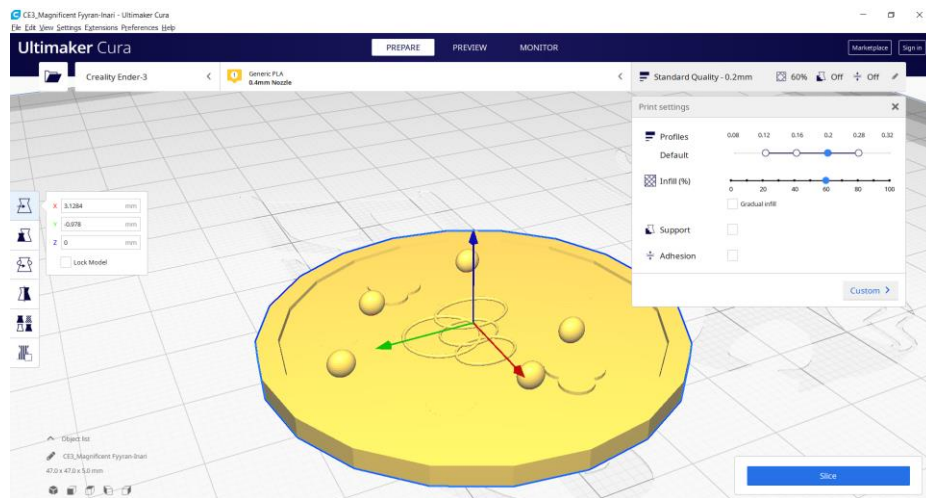 CE3_Magnificent Fyyran-Inari - Ultimaker Cura
File Edit View Settings Extensions Preferences Help
Ultimaker Cura
PREPARE PREVIEW MONITOR
Marketplace Sign in
Creality Ender-3
Generic PLA
0.4mm Nozzle
Standard Quality - 0.2mm 60% Off Off
Print settings
Profiles 0.08 0.12 0.16 0.2 0.28 0.32
Default
Infill (%)
0 20 40 60 80 100
Gradual infill
Support
Adhesion
Custom
X 3.1284 mm
Y -0.978 mm
Z 0 mm
Lock Model
Object list
CE3_Magnificent Fyyran-Inari
47.0 x 47.0 x 5.0 mm
Slice